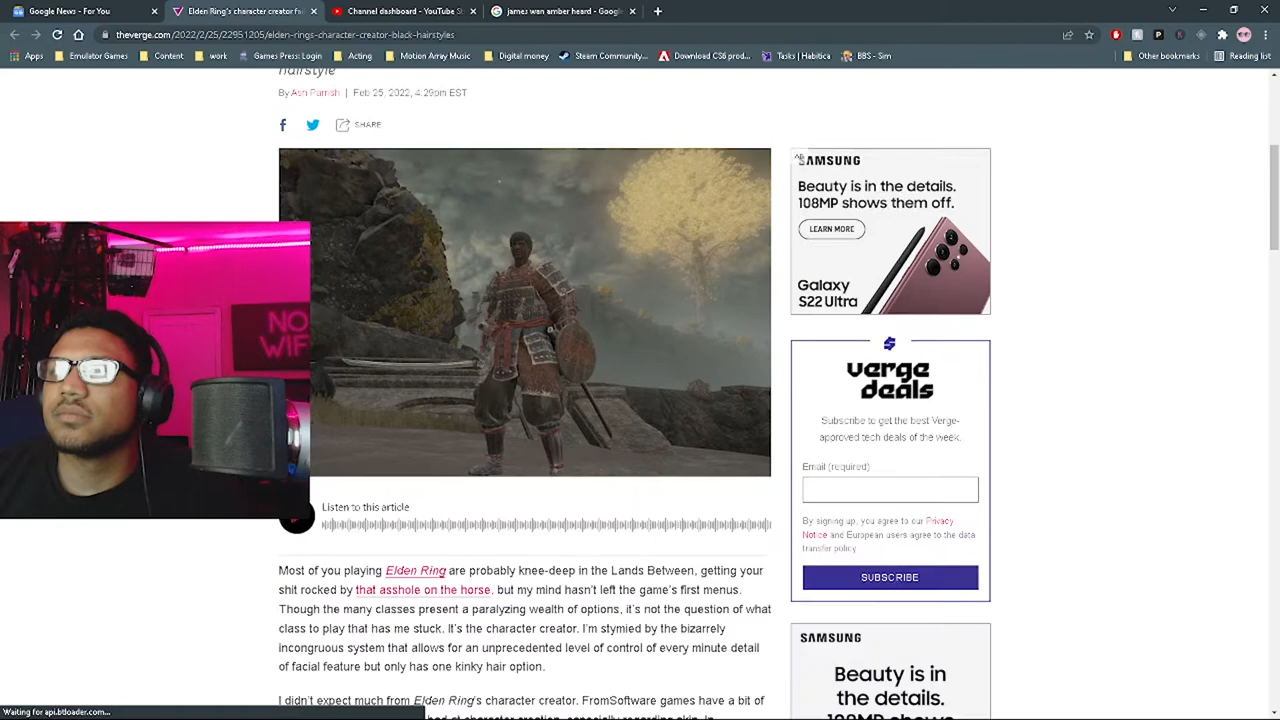 Google News - For You
Elden Ring's character creator fai
Channel dashboard - YouTube S
james wan amber heard - Google
theverge.com/2022/2/25/22951205/elden-rings-character-creator-black-hairstyles
Apps
Emulator Games
Content
work
Games Press: Login
Acting
Motion Array Music
Digital money
Steam Community...
Download CS6 prod...
Tasks | Habitica
BBS - Sim
Other bookmarks
Reading list
hairstyle
By Ash Parrish | Feb 25, 2022, 4:29pm EST
SHARE
SAMSUNG
Beauty is in the details.
108MP shows them off.
LEARN MORE
Galaxy
S22 Ultra
NO
WIF
verge
deals
Subscribe to get the best Verge-
approved tech deals of the week.
Email (required)
By signing up, you agree to our Privacy
Notice and European users agree to the data
transfer policy
SUBSCRIBE
Listen to this article
Most of you playing Elden Ring are probably knee-deep in the Lands Between, getting your
shit rocked by that asshole on the horse, but my mind hasn't left the game's first menus.
Though the many classes present a paralyzing wealth of options, it's not the question of what
class to play that has me stuck. It's the character creator. I'm stymied by the bizarrely
incongruous system that allows for an unprecedented level of control of every minute detail
of facial feature but only has one kinky hair option.
I didn't expect much from Elden Ring's character creator. FromSoftware games have a bit of
SAMSUNG
Beauty is in
the details.
108MP shows
Waiting for api.btloader.com...